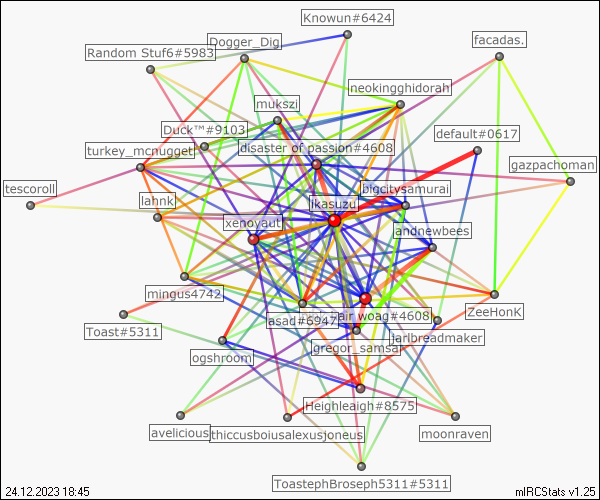 Knowun#6424
Dogger_Dig
facadas.
Random Stuf6#5983
neokingghidorah
mukszi
Duck™#9103
default#0617
turkey_mcnugget
disaster of passion#4608
gazpachoman
tescoroll
bigcitysamurai
lahnk
ikasuzu
xenoyaut
andnewbees
mingus4742
ZeeHonK
asad#6947
air woag#4608
Toast#5311
jarlbreadmaker
gregor_samsa
ogshroom
Heighleaigh#8575
avelicious
thiccusboiusalexusjoneus
moonraven
ToastephBroseph5311#5311
24.12.2023 18:45
mIRCStats v1.25